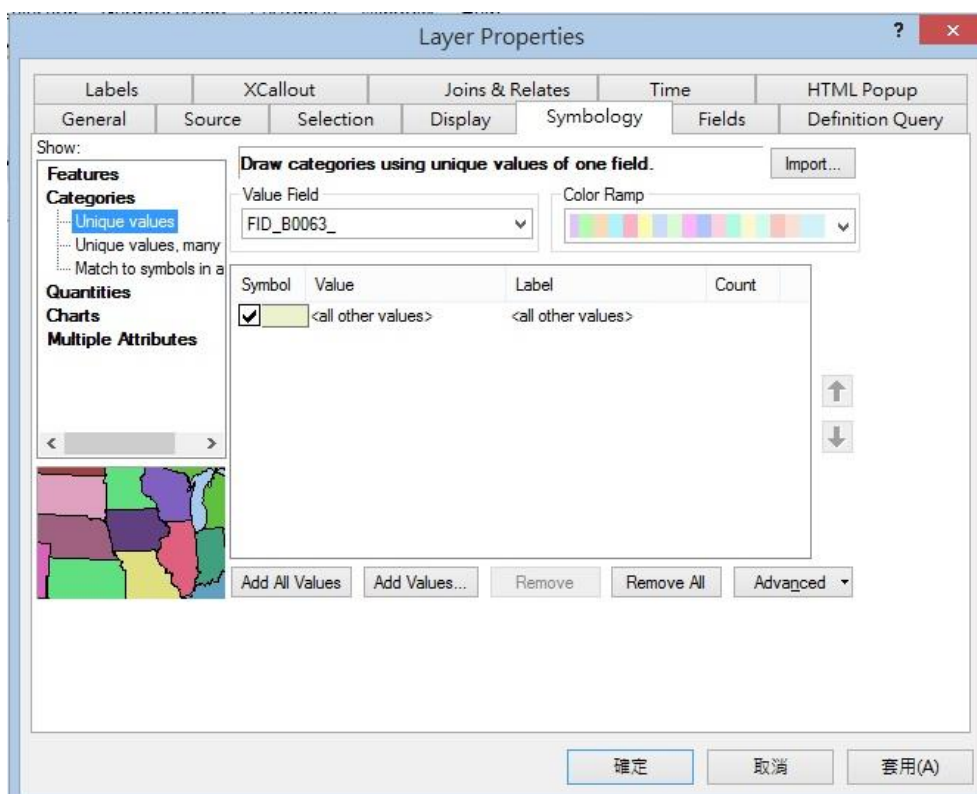 Layer Properties
?
×
Labels
XCallout
Joins & Relates
Time
HTML Popup
General
Source
Selection
Display
Symbology
Fields
Definition Query
Show:
Features
Categories
Unique values
Unique values, many
Match to symbols in a
Quantities
Charts
Multiple Attributes
Draw categories using unique values of one field.
Import...
Value Field
FID_B0063_
Color Ramp
Symbol Value Label Count
<all other values> <all other values>
Add All Values
Add Values...
Remove
Remove All
Advanced
確定
取消
套用(A)